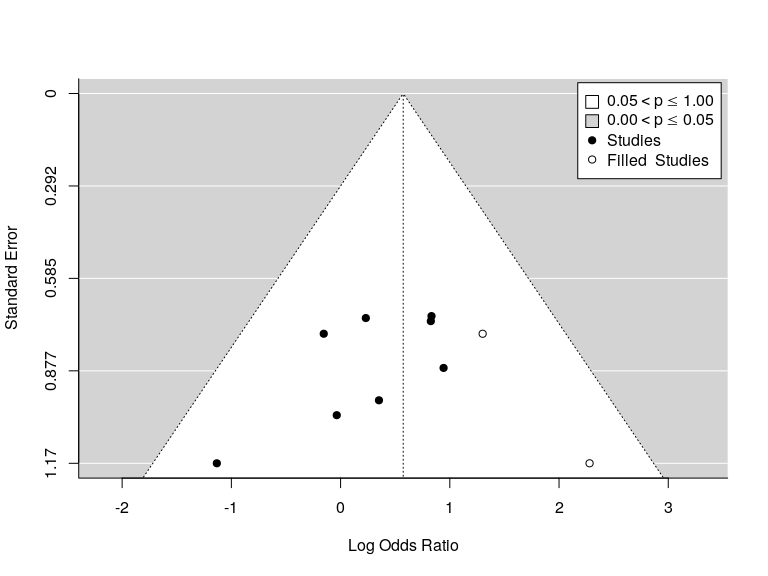 0.05 < p ≤ 1.00
0.00 < p ≤ 0.05
Studies
Filled Studies
0
0.292
0.585
0.877
1.17
Standard Error
-2 -1 0 1 2 3
Log Odds Ratio